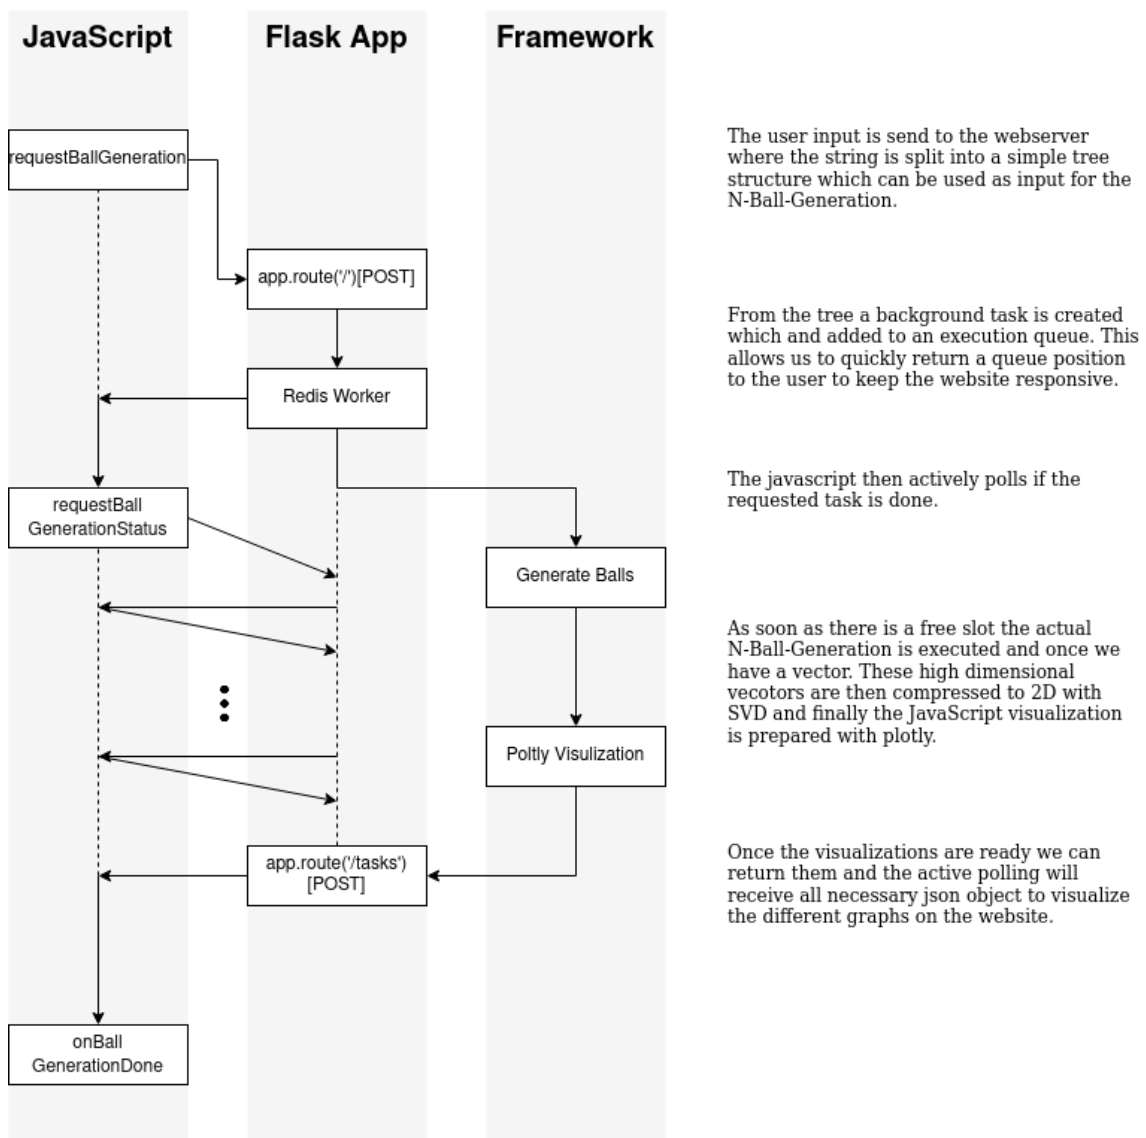 JavaScript
Flask App
Framework
requestBallGeneration
The user input is send to the webserver
where the string is split into a simple tree
structure which can be used as input for the
N-Ball-Generation.
app.route('/')[POST]
From the tree a background task is created
which and added to an execution queue. This
allows us to quickly return a queue position
to the user to keep the website responsive.
Redis Worker
The javascript then actively polls if the
requested task is done.
requestBall
GenerationStatus
Generate Balls
As soon as there is a free slot the actual
N-Ball-Generation is executed and once we
have a vector. These high dimensional
vecotors are then compressed to 2D with
SVD and finally the JavaScript visualization
is prepared with plotly.
Poltly Visulization
app.route('/tasks')
[POST]
Once the visualizations are ready we can
return them and the active polling will
receive all necessary json object to visualize
the different graphs on the website.
onBall
GenerationDone